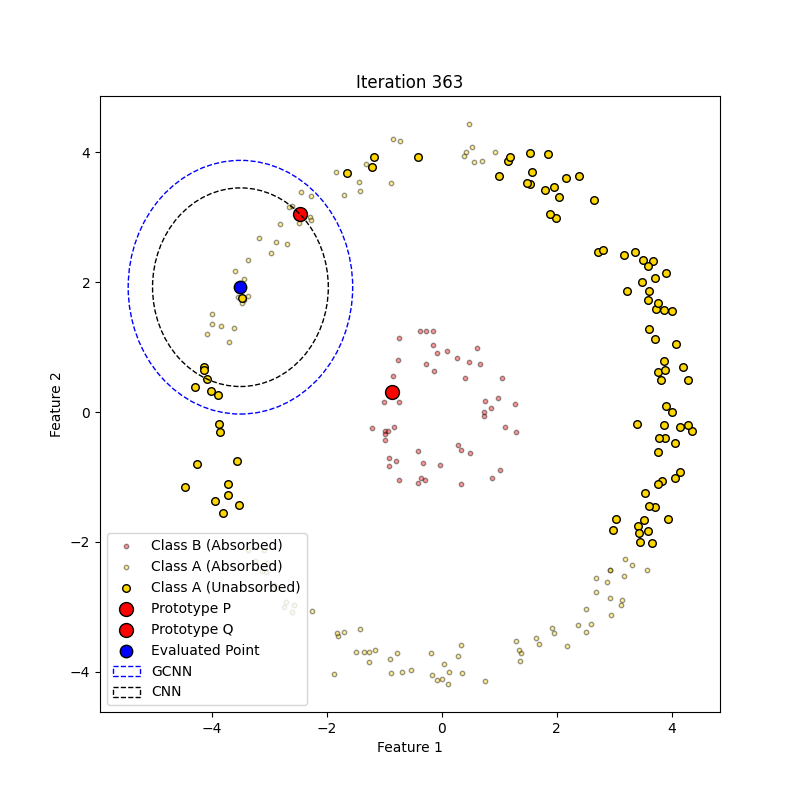 Iteration 363
4
2
0
−2
−4
Feature 2
Class B (Absorbed)
Class A (Absorbed)
Class A (Unabsorbed)
Prototype P
Prototype Q
Evaluated Point
GCNN
CNN
−4 −2 0 2 4
Feature 1